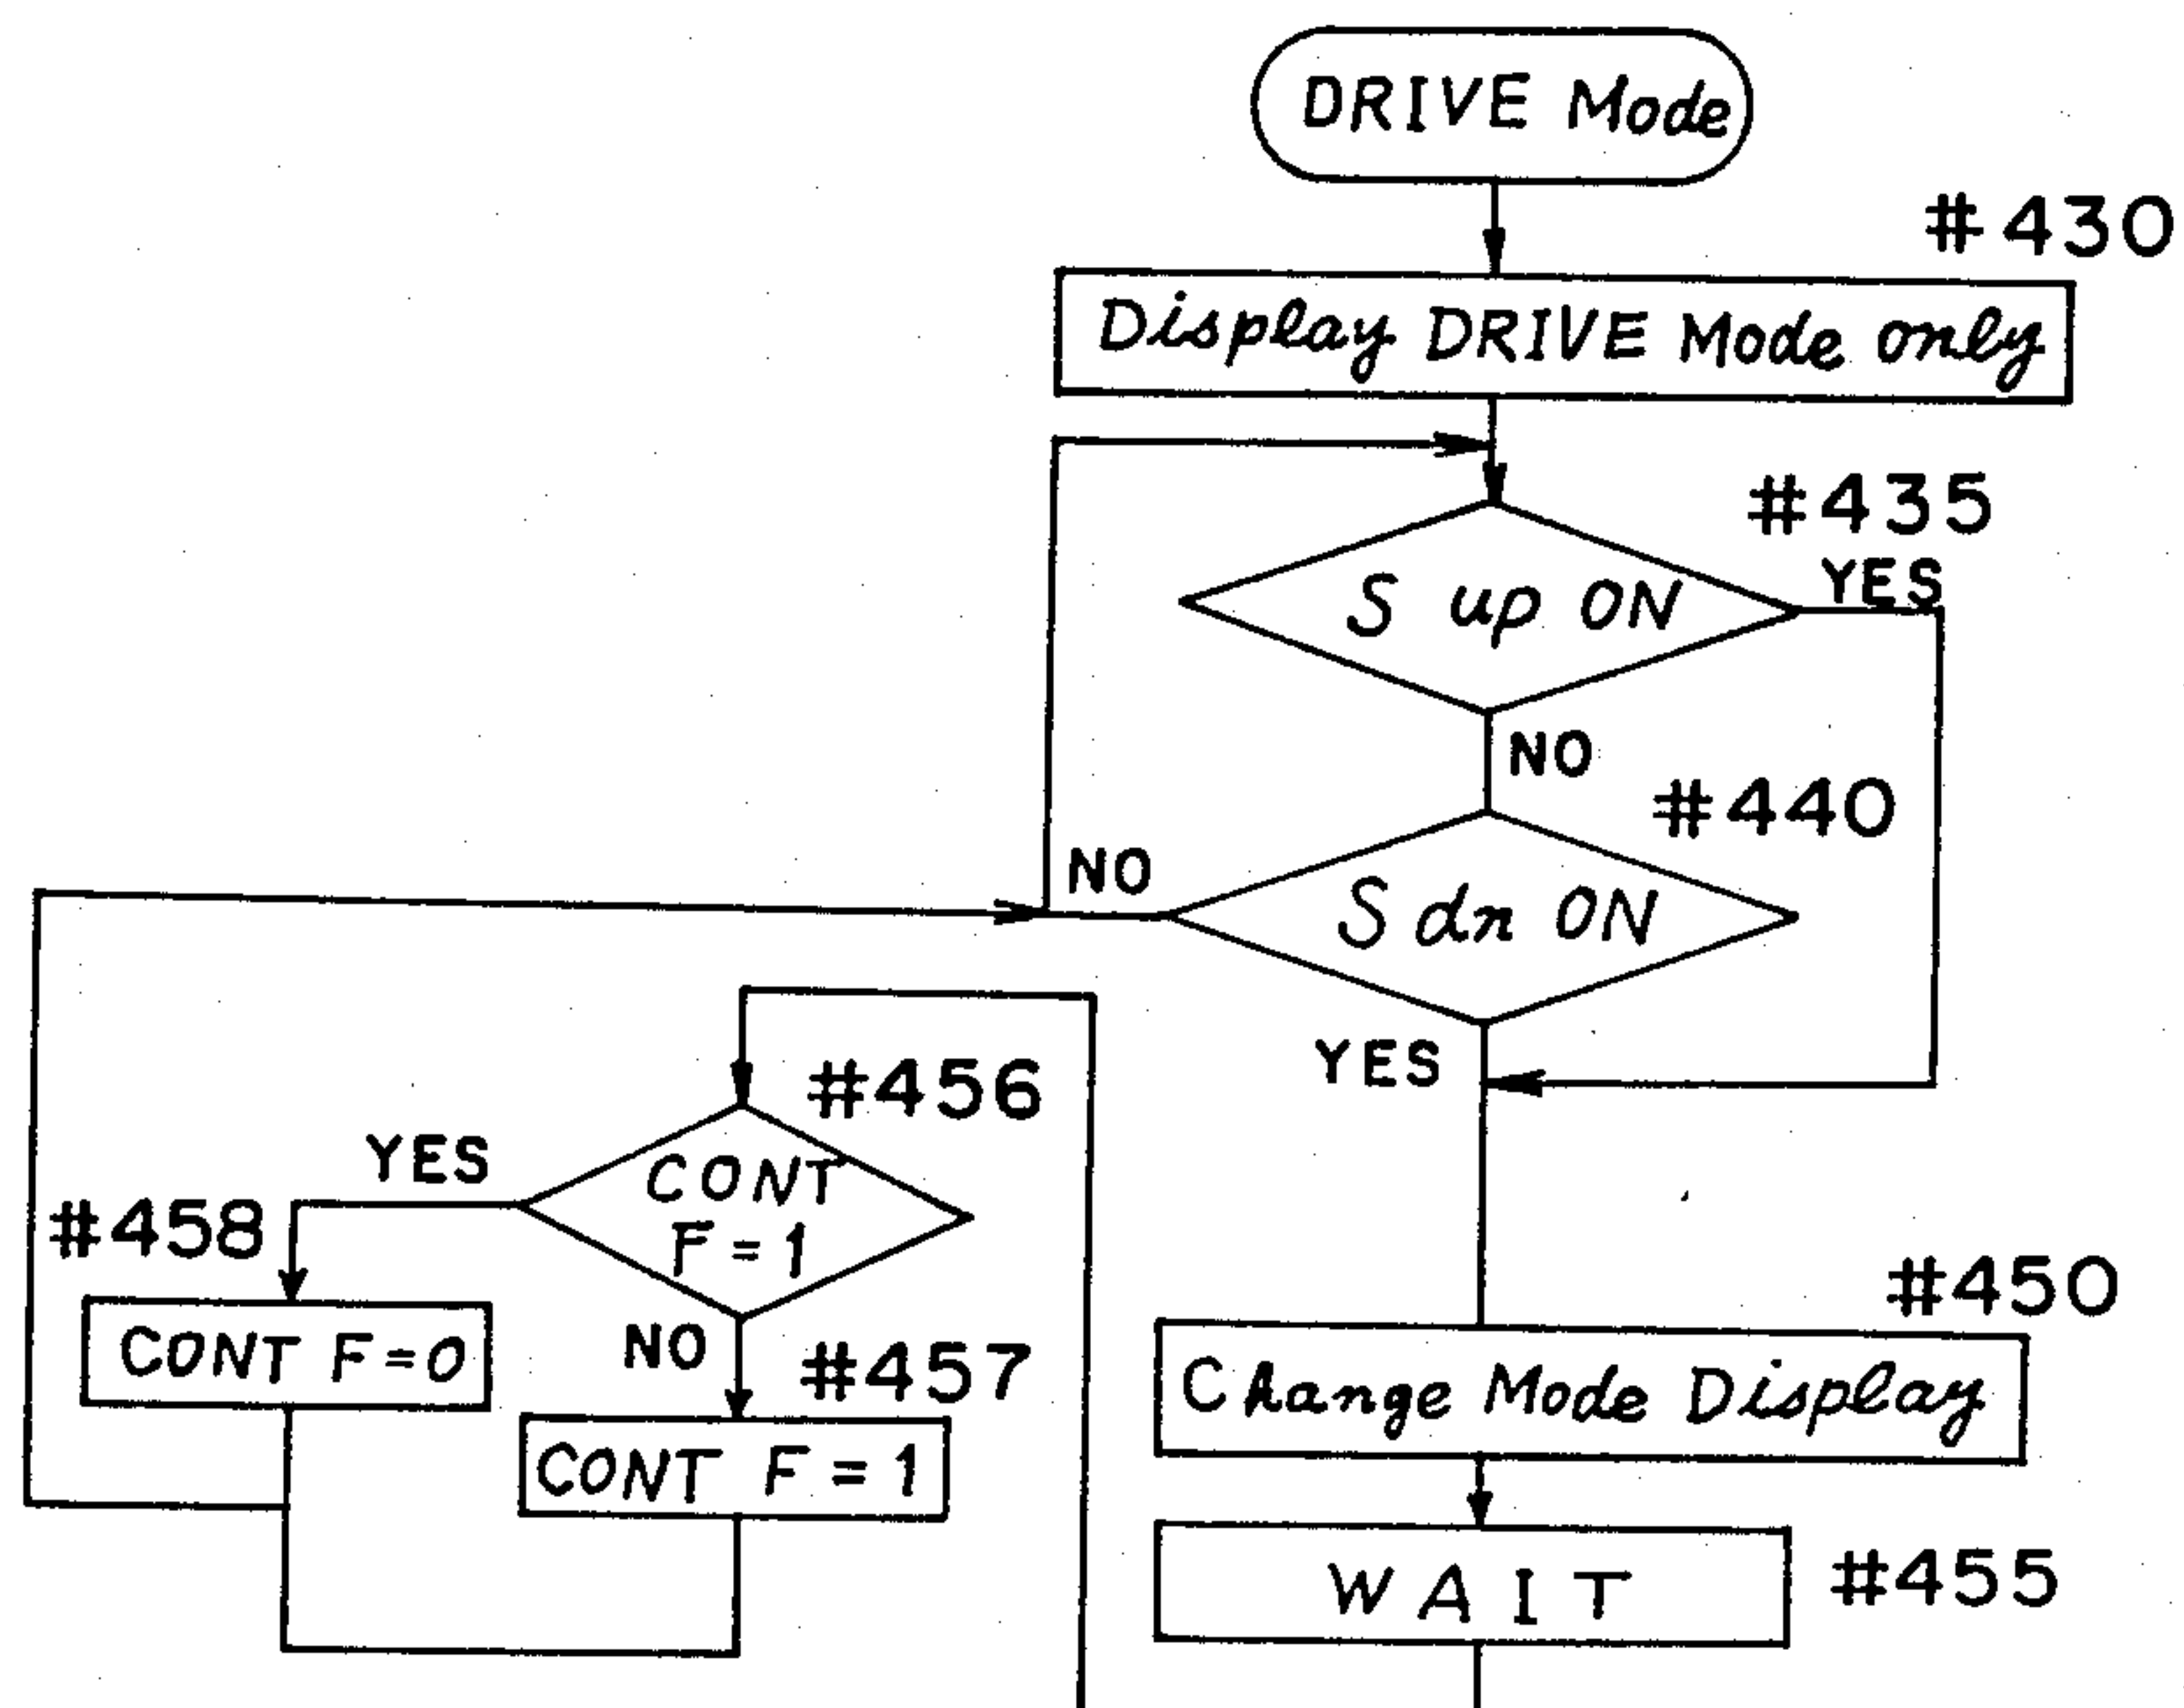 DRIVE Mode
#430
Display DRIVE Mode only
#435
YES
S up ON
NO
#440
NO
S dn ON
YES
#456
YES
CONT
F=1
#458
#450
CONT F=0
NO
#457
Change Mode Display
CONT F=1
WAIT
#455